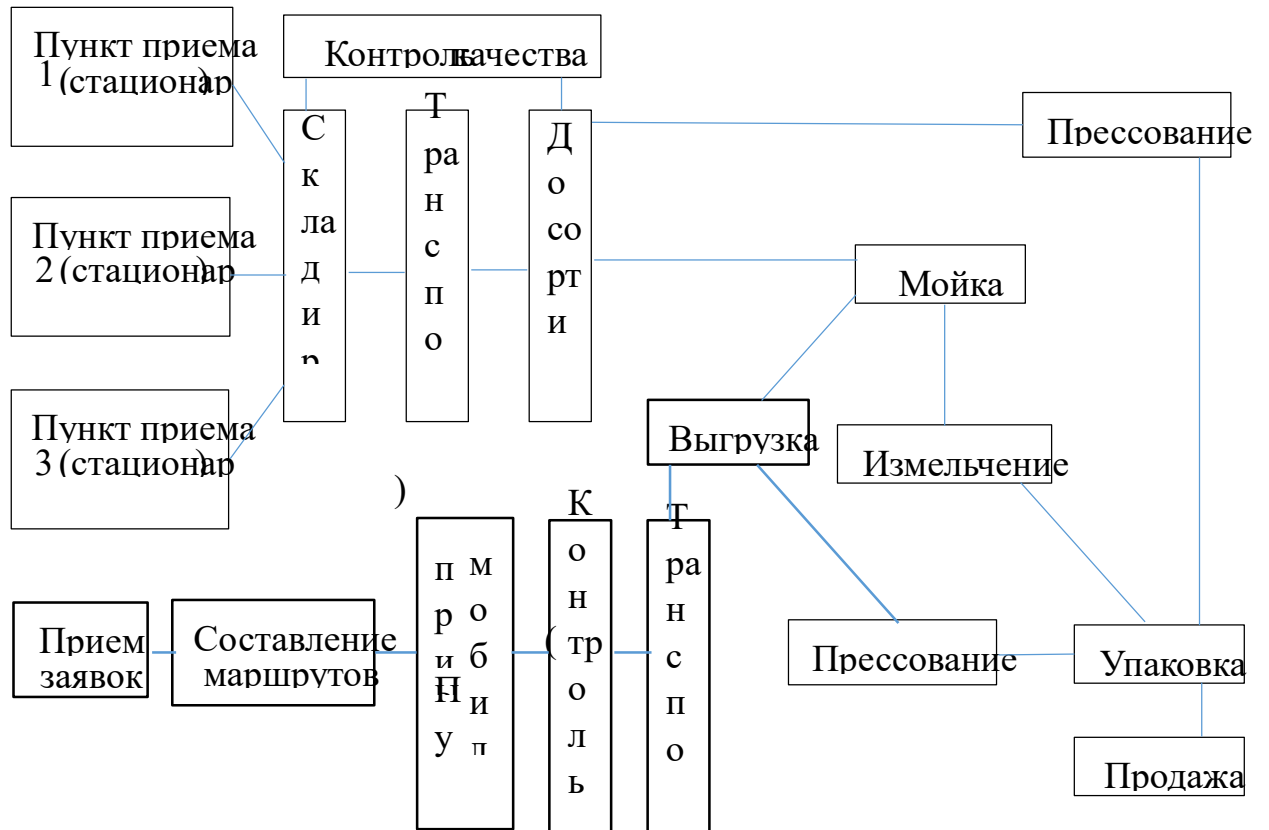 Пункт приема
1 (стационар)
Контроль качества
Пункт приема
2 (стационар)
Пункт приема
3 (стационар)
С
к
ла
д
и
р
Т
ра
н
с
п
о
Д
о
со
рт
и
Прессование
Мойка
Выгрузка
Измельчение
)
Прием
заявок
Составление
маршрутов
п
р
и
у
м
о
б
и
л
(
К
о
н
тр
о
л
ь
Т
ра
н
с
п
о
Прессование
Упаковка
Продажа